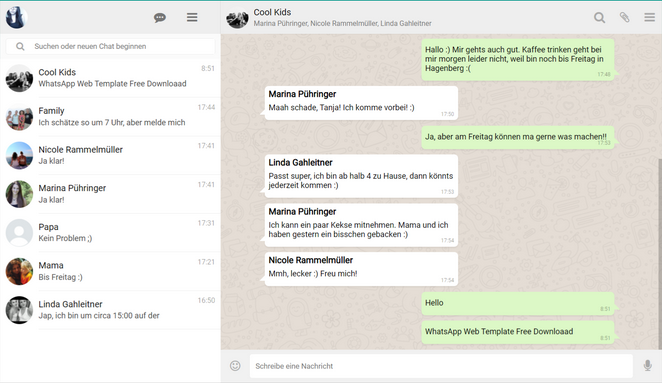 Suchen oder neuen Chat beginnen
Cool Kids
8:51
WhatsApp Web Template Free Downloaad
Family
17:44
Ich schätze so um 7 Uhr, aber melde mich
Nicole Rammelmüller
17:41
Ja klar!
Marina Pühringer
17:41
Ja klar!
Papa
17:31
Kein Problem ;)
Mama
17:21
Bis Freitag :)
Linda Gahleitner
16:50
Jap, ich bin um circa 15:00 auf der
Cool Kids
Marina Pühringer, Nicole Rammelmüller, Linda Gahleitner
Hallo :) Mir gehts auch gut. Kaffee trinken geht bei
mir morgen leider nicht, weil bin noch bis Freitag in
Hagenberg :(
17:48
Marina Pühringer
Maah schade, Tanja! Ich komme vorbei! :)
17:50
Ja, aber am Freitag können ma gerne was machen!!
17:53
Linda Gahleitner
Passt super, ich bin ab halb 4 zu Hause, dann könnts
jederzeit kommen :)
17:53
Marina Pühringer
Ich kann ein paar Kekse mitnehmen. Mama und ich
haben gestern ein bisschen gebacken :)
17:54
Nicole Rammelmüller
Mmh, lecker :) Freu mich!
17:54
Hello
8:51
WhatsApp Web Template Free Downloaad
8:51
Schreibe eine Nachricht